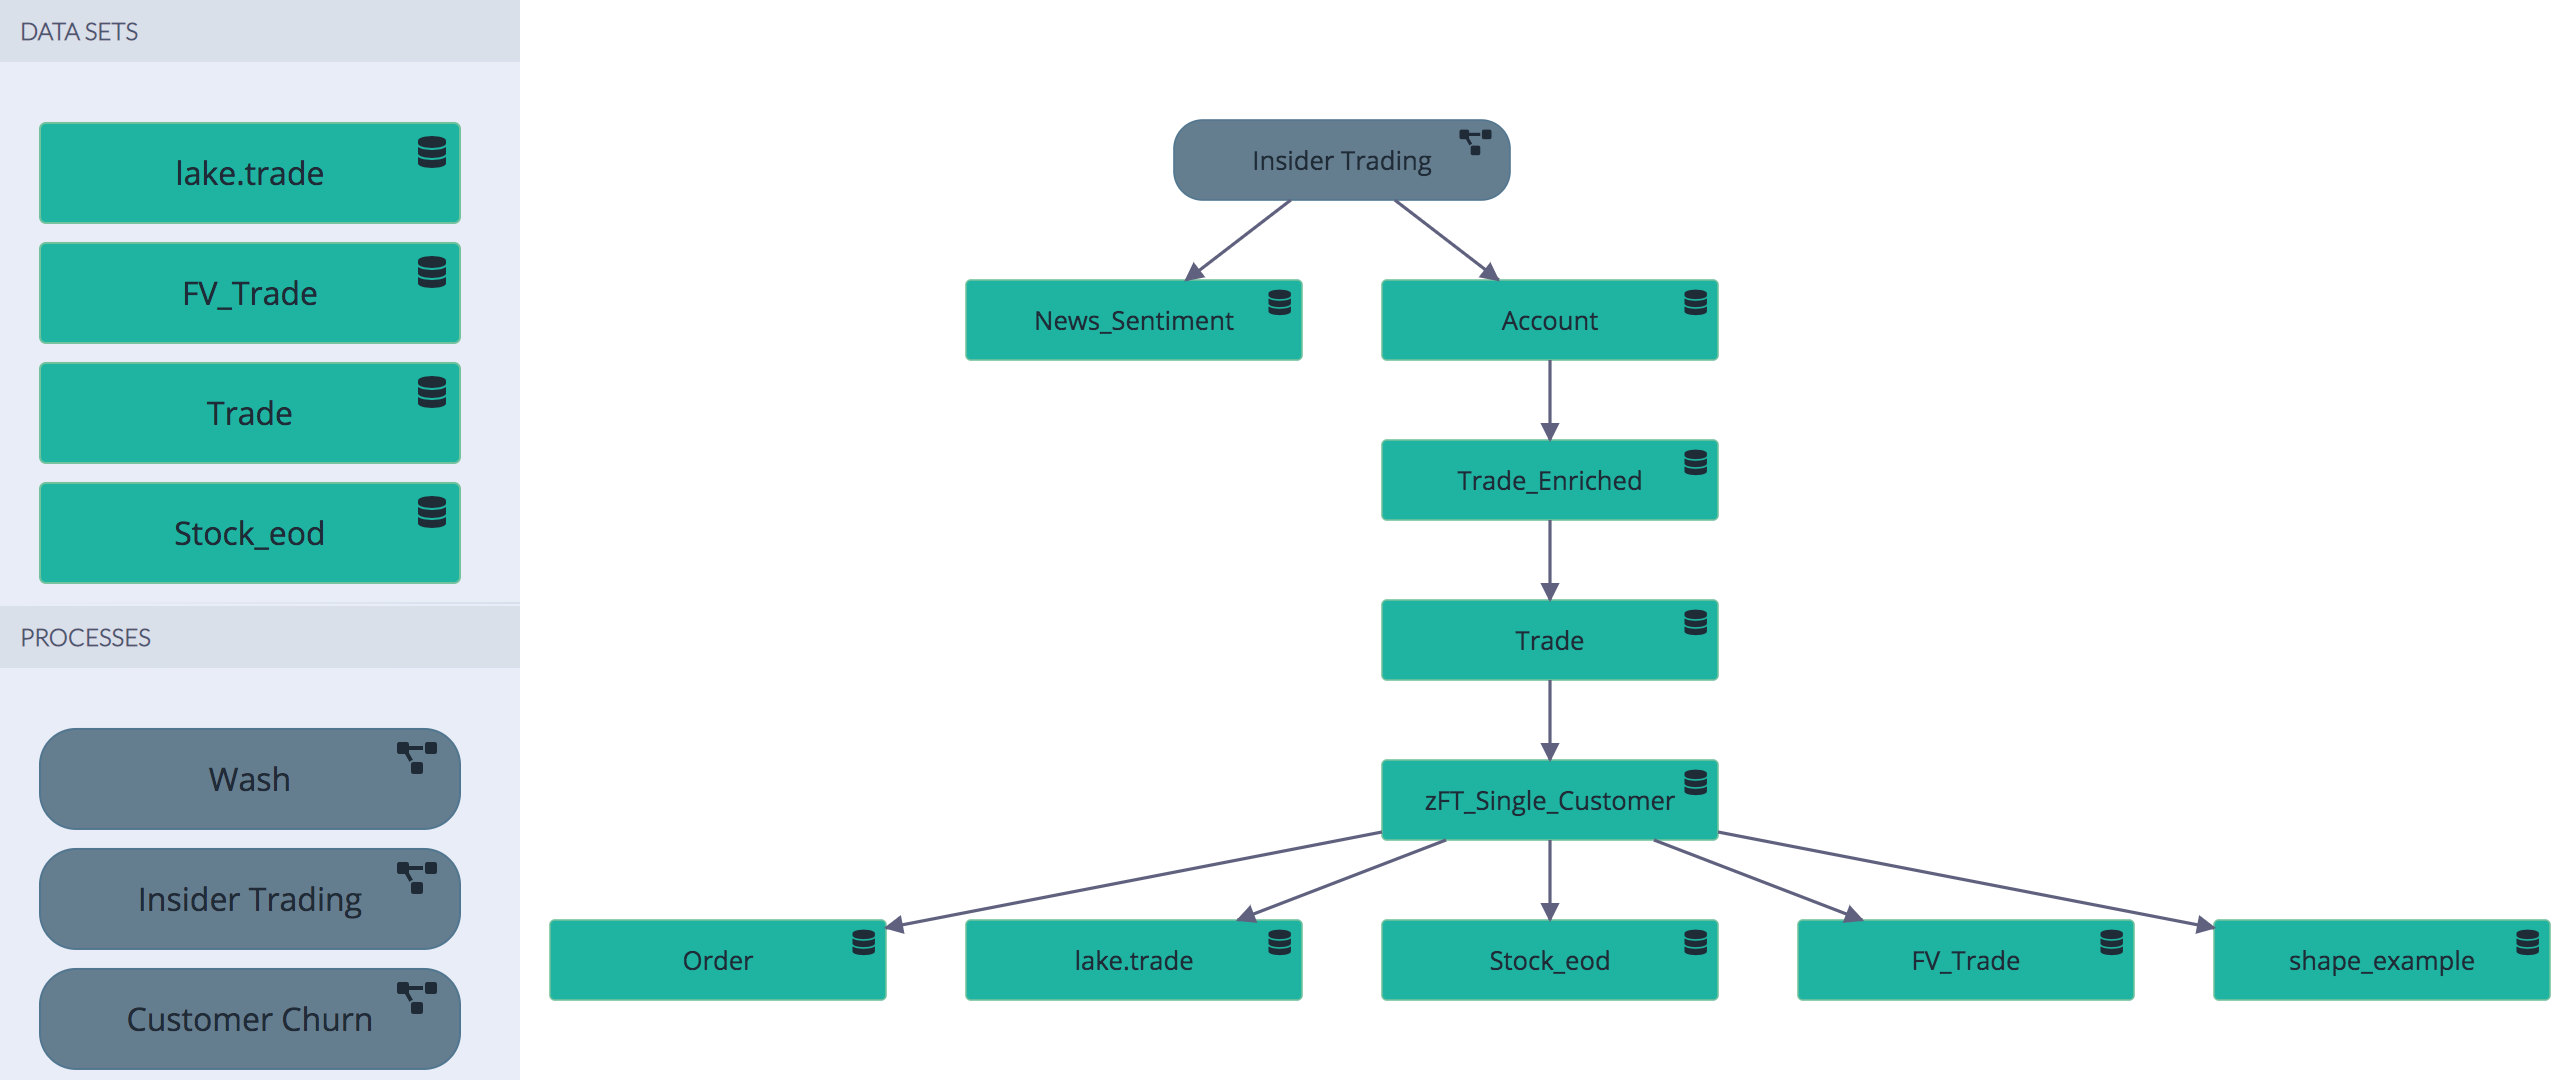 DATA SETS
lake.trade
FV_Trade
Trade
Stock_eod
PROCESSES
Wash
Insider Trading
Customer Churn
Insider Trading
News_Sentiment
Account
Trade_Enriched
Trade
zFT_Single_Customer
Order
lake.trade
Stock_eod
FV_Trade
shape_example